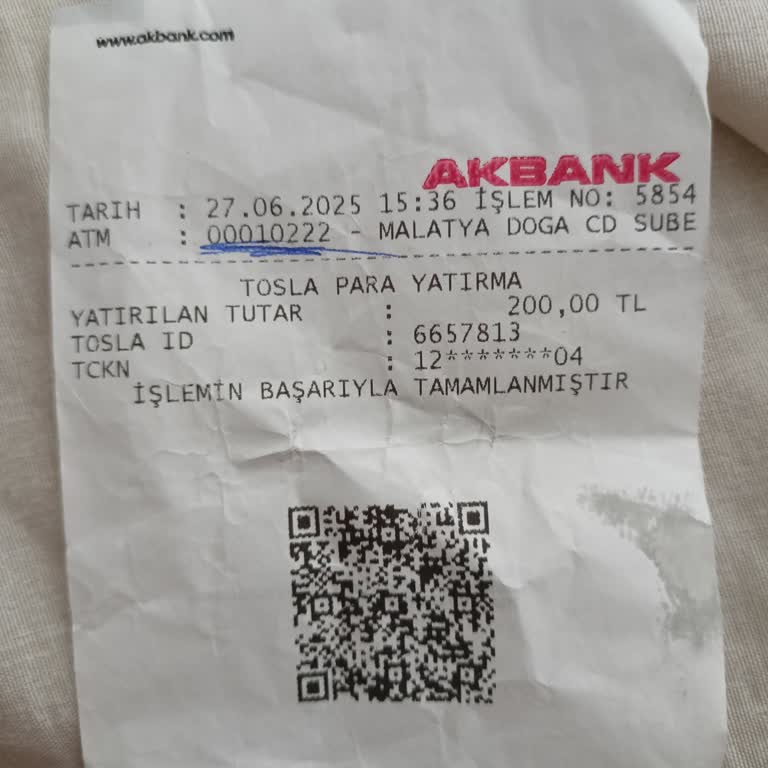 www.akbank.com
AKBANK
TARIH : 27.06.2025 15:36 İŞLEM NO: 5854
ATM : 00010222 - MALATYA DOGA CD SUBE
TOSLA PARA YATIRMA
YATIRILAN TUTAR : 200,00 TL
TOSLA ID : 6657813
TCKN : 12*******04
İŞLEMİN BAŞARIYLA TAMAMLANMIŞTIR